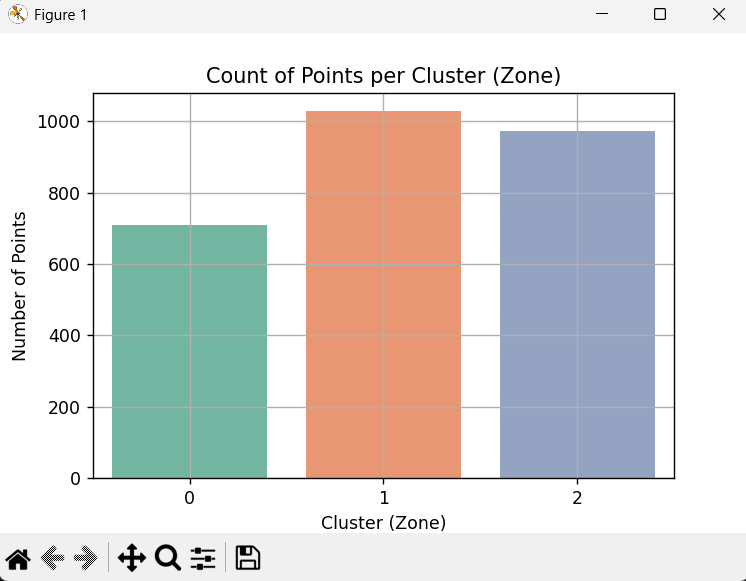 Figure 1
Count of Points per Cluster (Zone)
Number of Points
1000
800
600
400
200
0
0 1 2
Cluster (Zone)